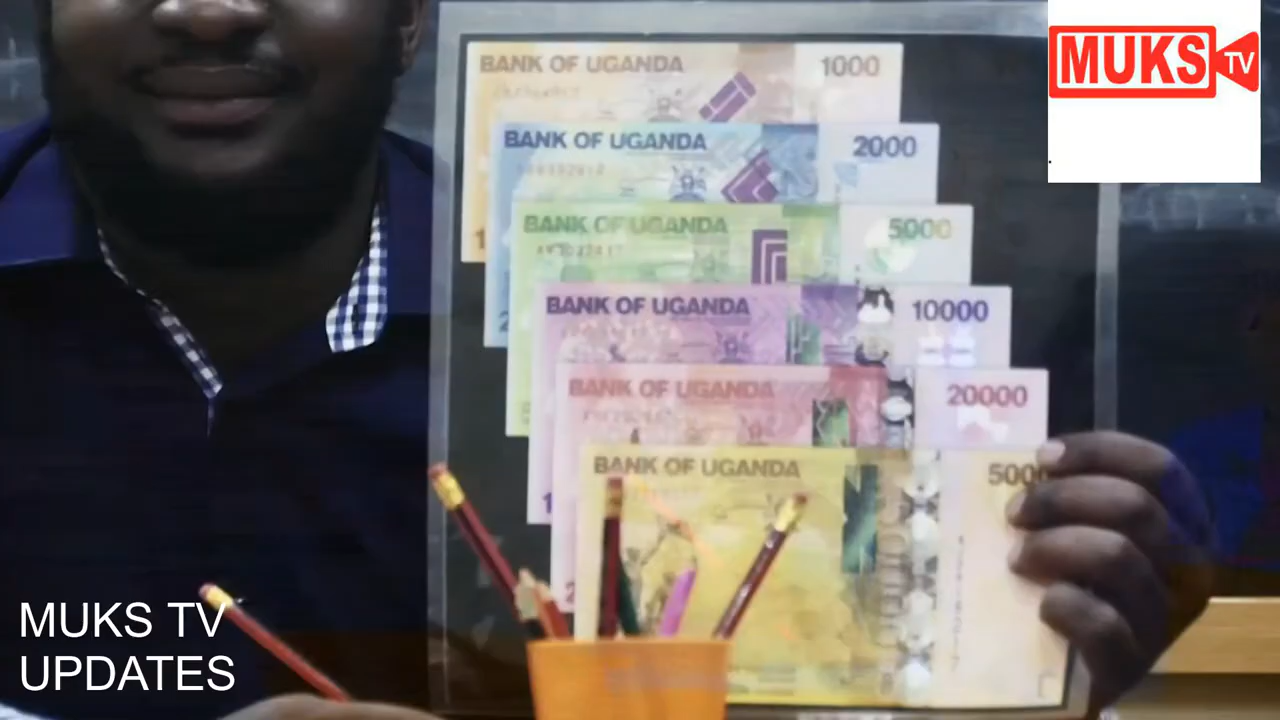 MUKS TV
BANK OF UGANDA 1000
BANK OF UGANDA 2000
BANK OF UGANDA 5000
BANK OF UGANDA 10000
BANK OF UGANDA 20000
BANK OF UGANDA 5000
MUKS TV
UPDATES